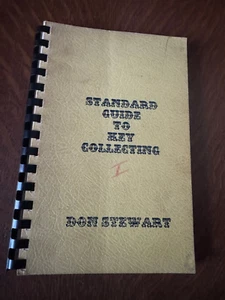 STANDARD
GUIDE
TO
KEY
COLLECTING
I
DON STEWART